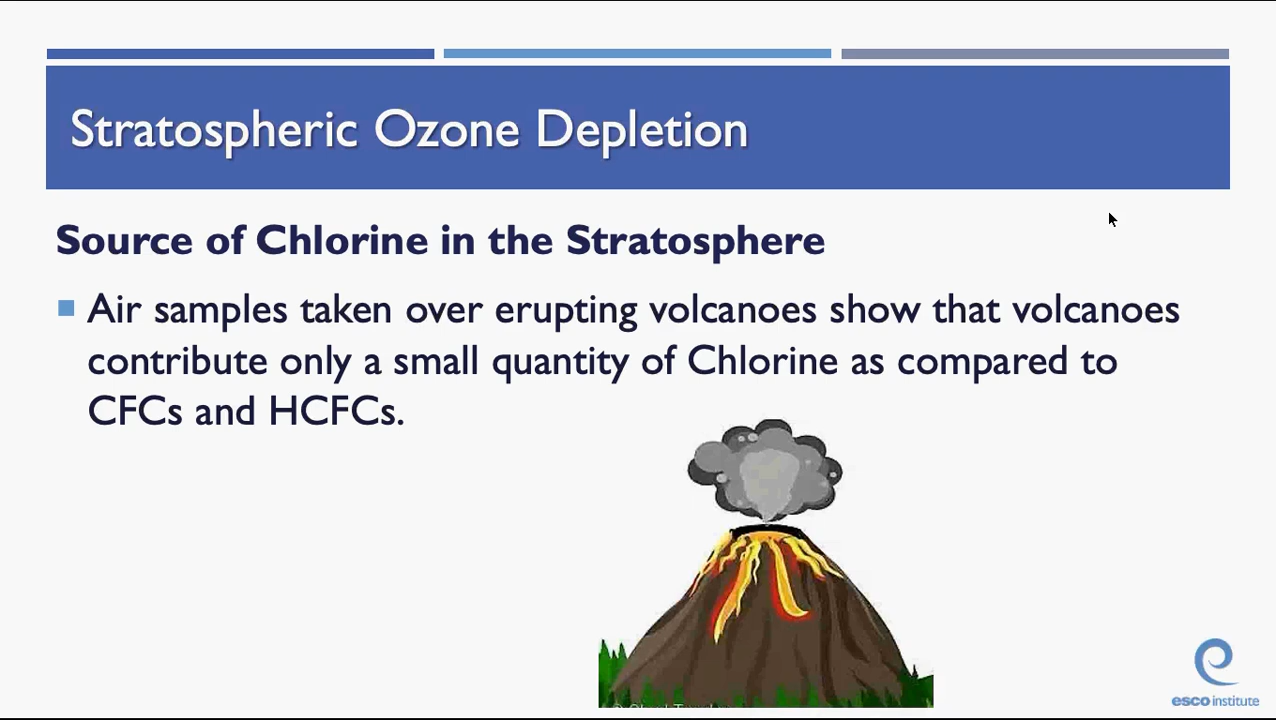 Stratospheric Ozone Depletion
Source of Chlorine in the Stratosphere
Air samples taken over erupting volcanoes show that volcanoes
contribute only a small quantity of Chlorine as compared to
CFCs and HCFCs.
esco institute